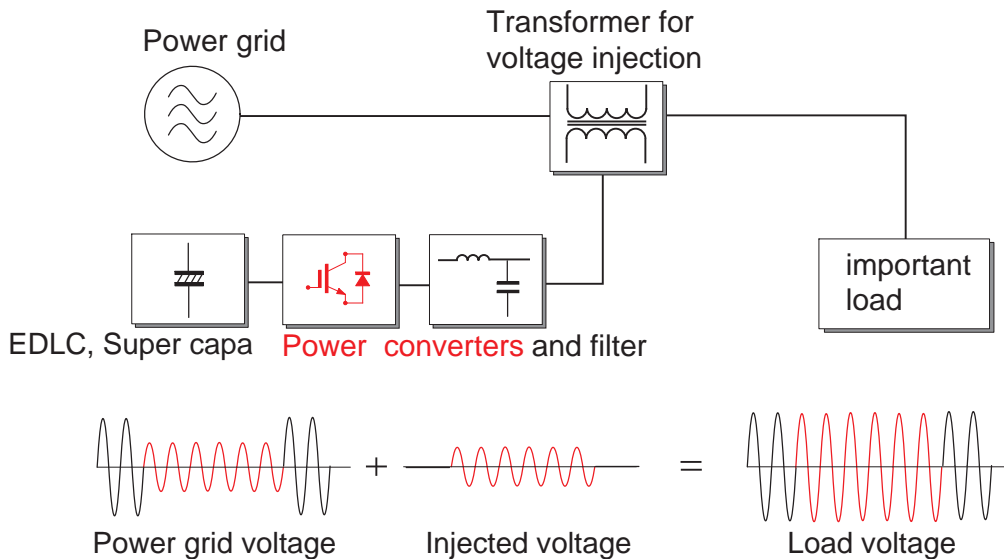 Power grid
Transformer for
voltage injection
important
load
EDLC, Super capa
Power converters and filter
+
=
Power grid voltage
Injected voltage
Load voltage